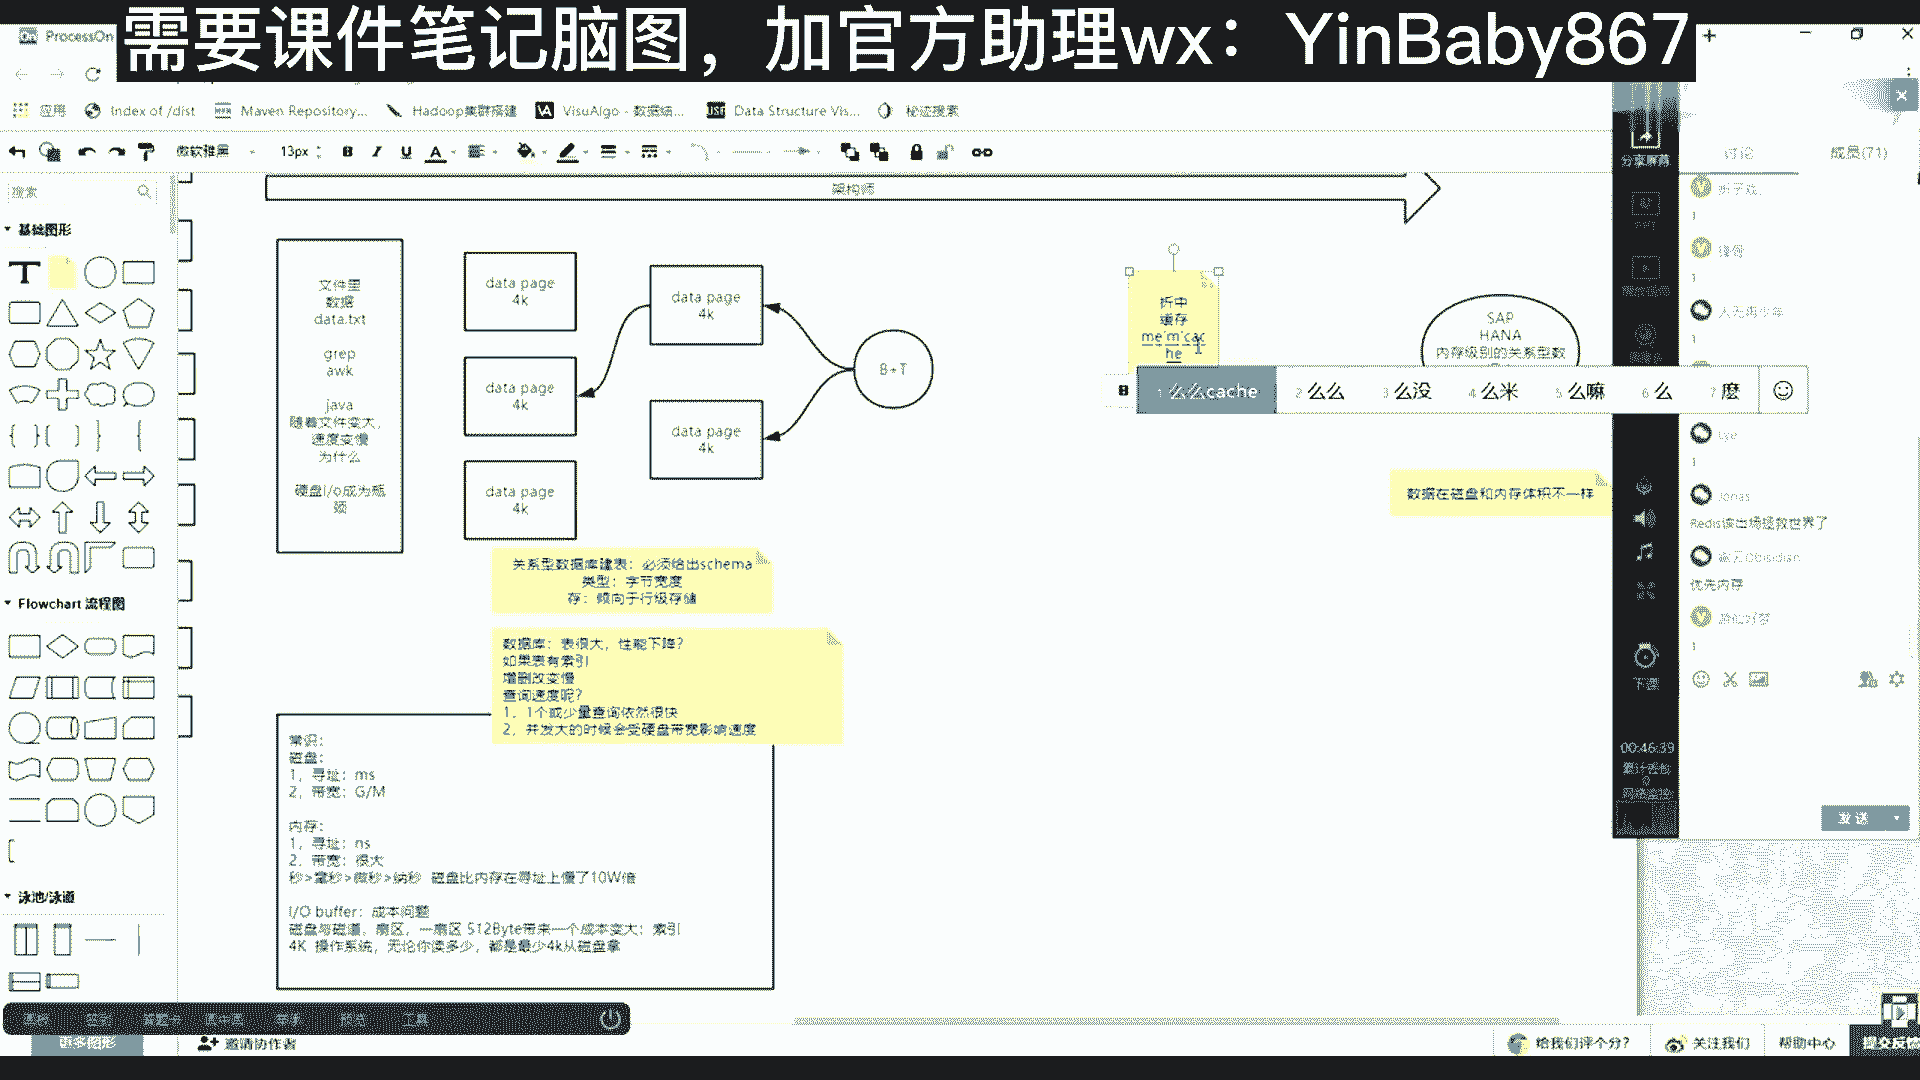 需要课件笔记脑图，加官方助理wx：YinBaby867
ProcessOn
应用 Index of /dist Maven Repository... Hadoop集群搭建 VisuAlgo - 数据结... Data Structure Vis... 秘迹搜索
微软雅黑 13px B I U A
分享屏幕
讨论 成员(71)
搜索
架构师
基础图形
文件里
数据
data.txt
grep
awk
java
随着文件变大，
速度变慢
为什么
硬盘I/o成为瓶
颈
data page
4k
data page
4k
data page
4k
data page
4k
data page
4k
B+T
折中
缓存
me'm'cac
he
SAP
HANA
内存级别的关系型数
1 么么cache 2 么么 3 么没 4 么米 5 么嘛 6 么 7 麼
数据在磁盘和内存体积不一样
关系型数据库建表：必须给出schema
类型：字节宽度
存：倾向于行级存储
数据库：表很大，性能下降？
如果表有索引
增删改变慢
查询速度呢？
1，1个或少量查询依然很快
2，并发大的时候会受硬盘带宽影响速度
常识：
磁盘：
1，寻址：ms
2，带宽：G/M
内存：
1，寻址：ns
2，带宽：很大
秒>毫秒>微秒>纳秒 磁盘比内存在寻址上慢了10W倍
I/O buffer：成本问题
磁盘与磁道，扇区，一扇区 512Byte带来一个成本变大：索引
4K 操作系统，无论你读多少，都是最少4k从磁盘拿
Flowchart 流程图
泳池/泳道
更多图形
邀请协作者
1
1
Lye
1
Jonas
Redis该出场拯救世界了
优先内存
1
下课
00:46:39
发送
工具
给我们评个分？ 关注我们 帮助中心 提交反馈